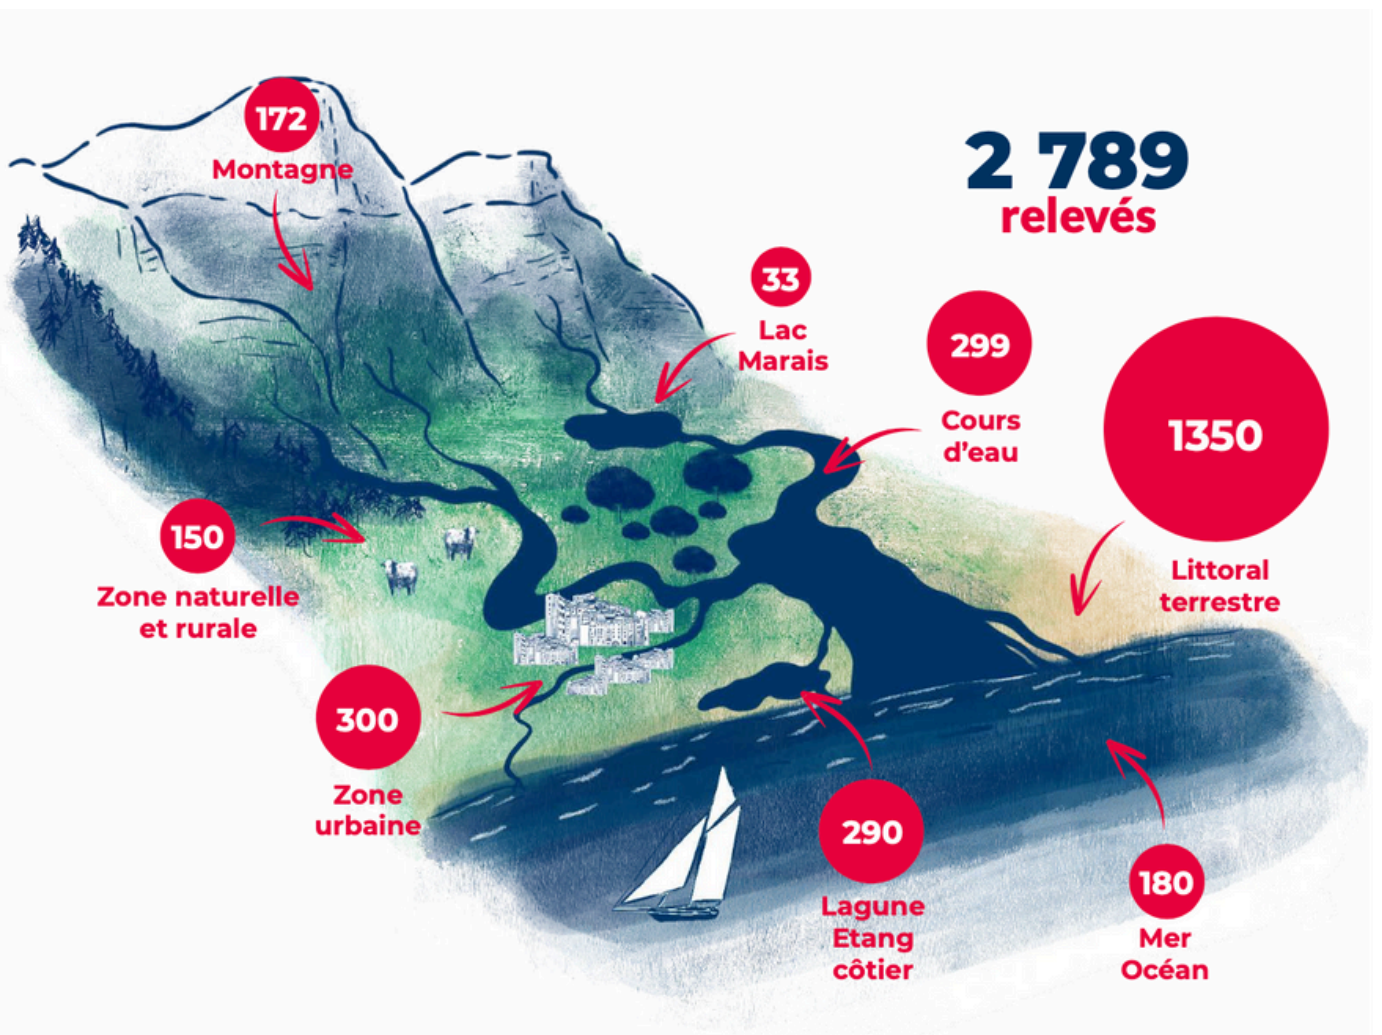 172
Montagne
2 789
relevés
33
Lac
Marais
299
Cours
d'eau
1350
Littoral
terrestre
150
Zone naturelle
et rurale
300
Zone
urbaine
290
Lagune
Etang
côtier
180
Mer
Océan